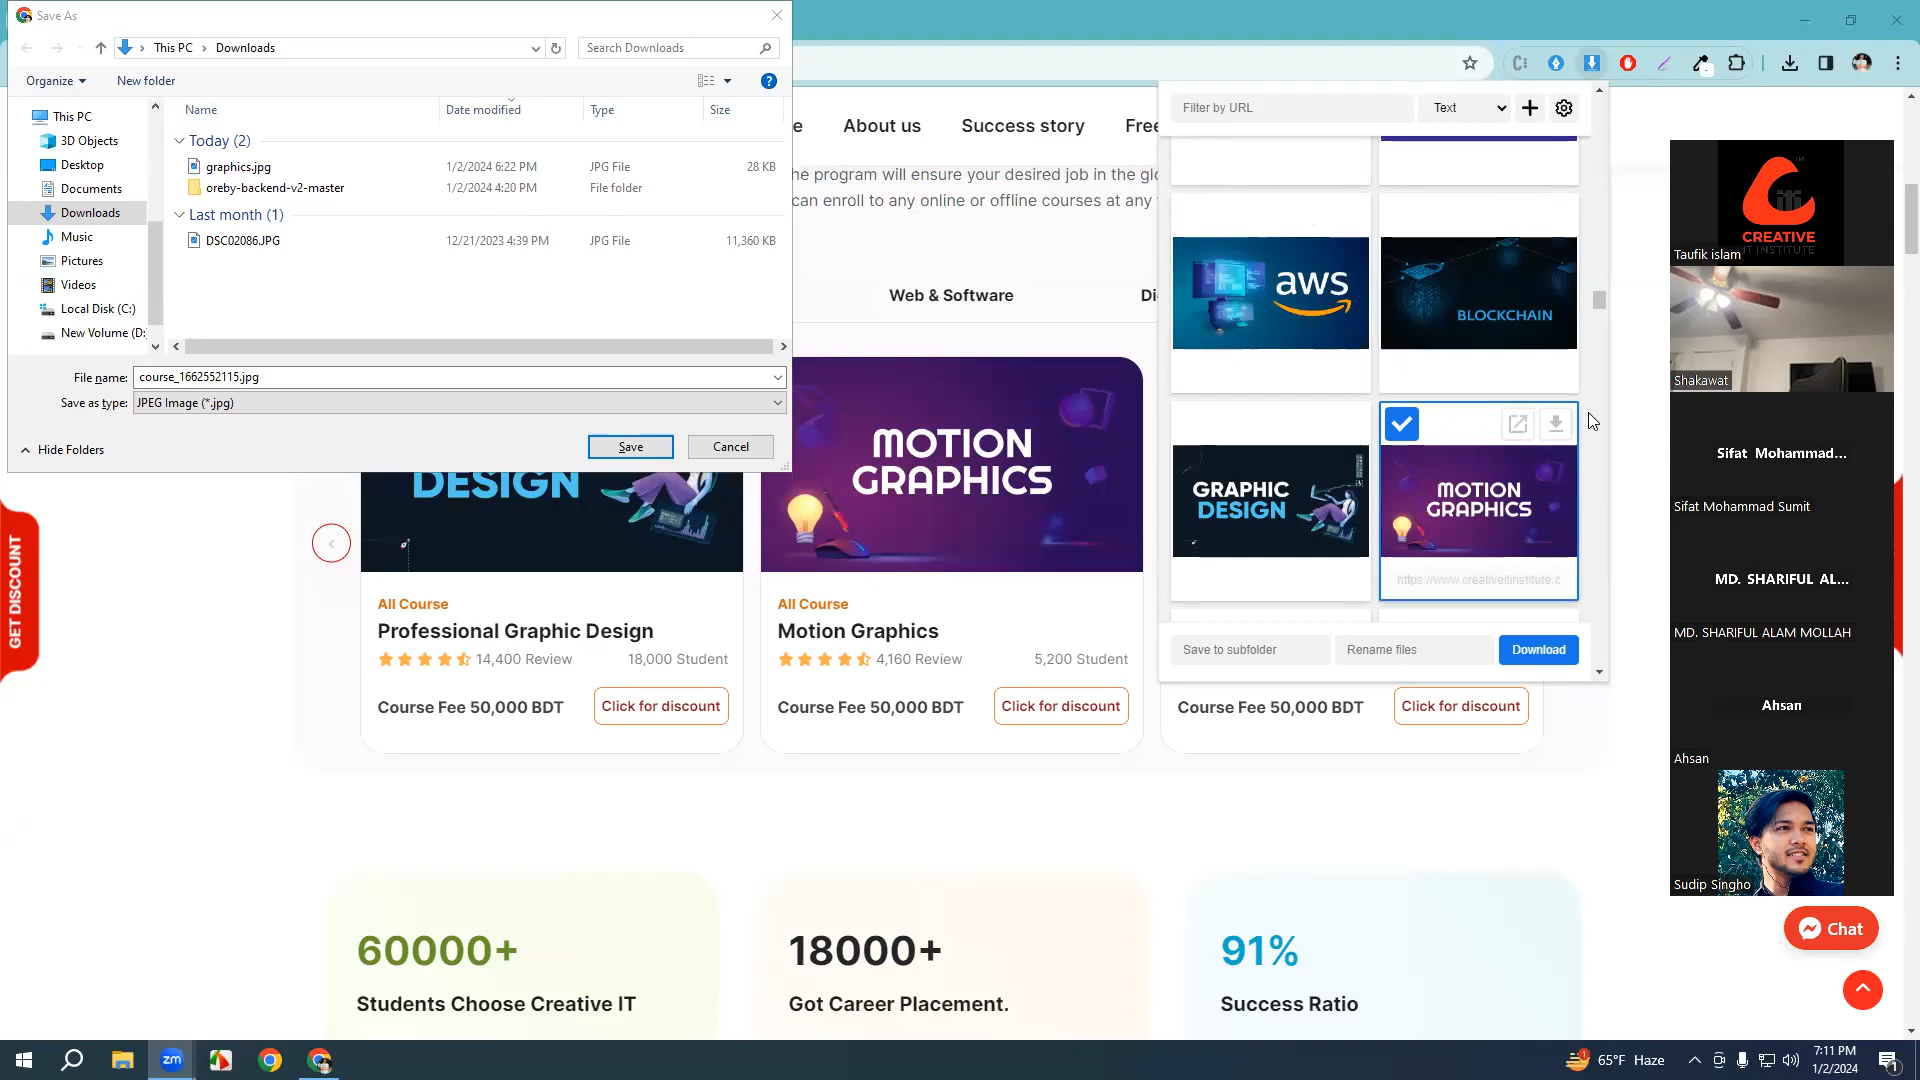 Save As
This PC
Downloads
Search Downloads
Organize
New folder
Name
Date modified
Type
Size
This PC
3D Objects
Desktop
Documents
Downloads
Music
Pictures
Videos
Local Disk (C:)
New Volume (D:
Today (2)
graphics.jpg 1/2/2024 6:22 PM JPG File 28 KB
oreby-backend-v2-master 1/2/2024 4:20 PM File folder
Last month (1)
DSC02086.JPG 12/21/2023 4:39 PM JPG File 11,360 KB
File name: course_1662552115.jpg
Save as type: JPEG Image (*.jpg)
Hide Folders
Save
Cancel
About us
Success story
he program will ensure your desired job in the
can enroll to any online or offline courses at any
Web & Software
Filter by URL
Text
aws
BLOCKCHAIN
GRAPHIC
DESIGN
MOTION
GRAPHICS
https://www.creativeitinstitute.c
Save to subfolder
Rename files
Download
GET DISCOUNT
DESIGN
MOTION
GRAPHICS
All Course
Professional Graphic Design
14,400 Review
18,000 Student
Course Fee 50,000 BDT
Click for discount
All Course
Motion Graphics
4,160 Review
5,200 Student
Course Fee 50,000 BDT
Click for discount
Course Fee 50,000 BDT
Click for discount
60000+
Students Choose Creative IT
18000+
Got Career Placement.
91%
Success Ratio
CREATIVE
IT INSTITUTE
Taufik islam
Shakawat
Sifat Mohammad...
Sifat Mohammad Sumit
MD. SHARIFUL AL...
MD. SHARIFUL ALAM MOLLAH
Ahsan
Ahsan
Sudip Singho
Chat
zm
65°F Haze
7:11 PM
1/2/2024